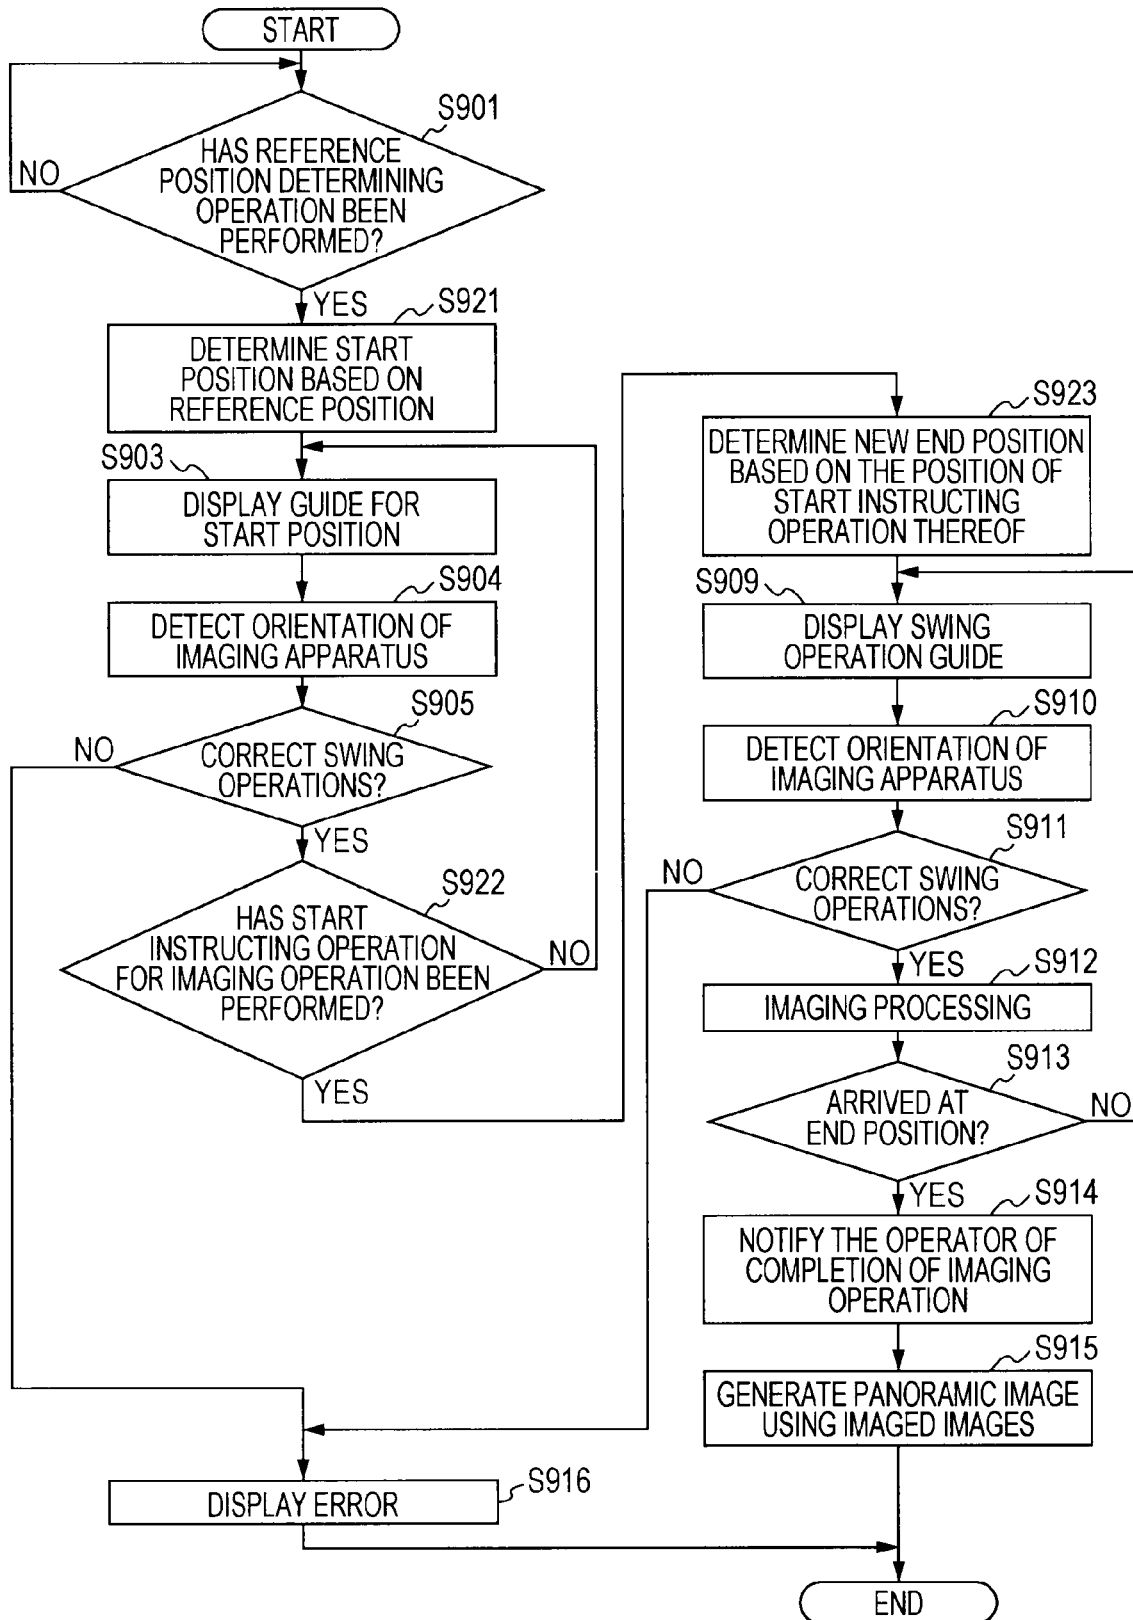 START
S901
HAS REFERENCE
POSITION DETERMINING
OPERATION BEEN
PERFORMED?
NO
YES
S921
DETERMINE START
POSITION BASED ON
REFERENCE POSITION
S903
DISPLAY GUIDE FOR
START POSITION
S904
DETECT ORIENTATION OF
IMAGING APPARATUS
S905
NO
CORRECT SWING
OPERATIONS?
YES
S922
HAS START
INSTRUCTING OPERATION
FOR IMAGING OPERATION BEEN
PERFORMED?
NO
YES
S923
DETERMINE NEW END POSITION
BASED ON THE POSITION OF
START INSTRUCTING
OPERATION THEREOF
S909
DISPLAY SWING
OPERATION GUIDE
S910
DETECT ORIENTATION OF
IMAGING APPARATUS
S911
NO
CORRECT SWING
OPERATIONS?
YES
S912
IMAGING PROCESSING
S913
ARRIVED AT
END POSITION?
NO
YES
S914
NOTIFY THE OPERATOR OF
COMPLETION OF IMAGING
OPERATION
S915
GENERATE PANORAMIC IMAGE
USING IMAGED IMAGES
S916
DISPLAY ERROR
END